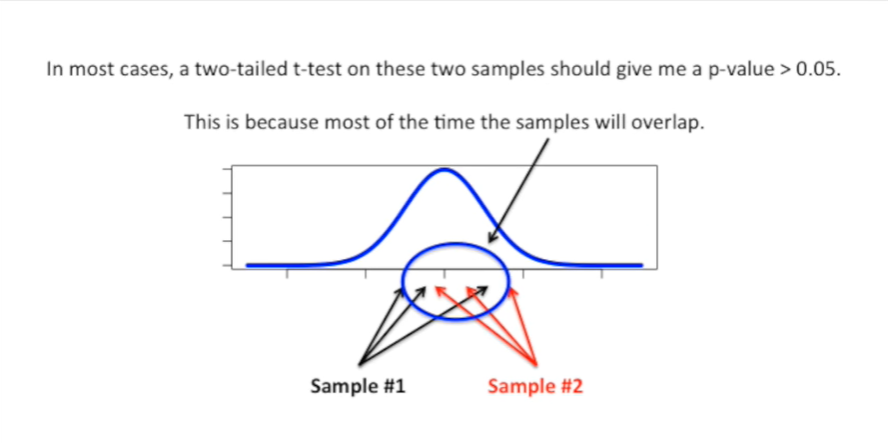 In most cases, a two-tailed t-test on these two samples should give me a p-value > 0.05.
This is because most of the time the samples will overlap.
Sample #1
Sample #2